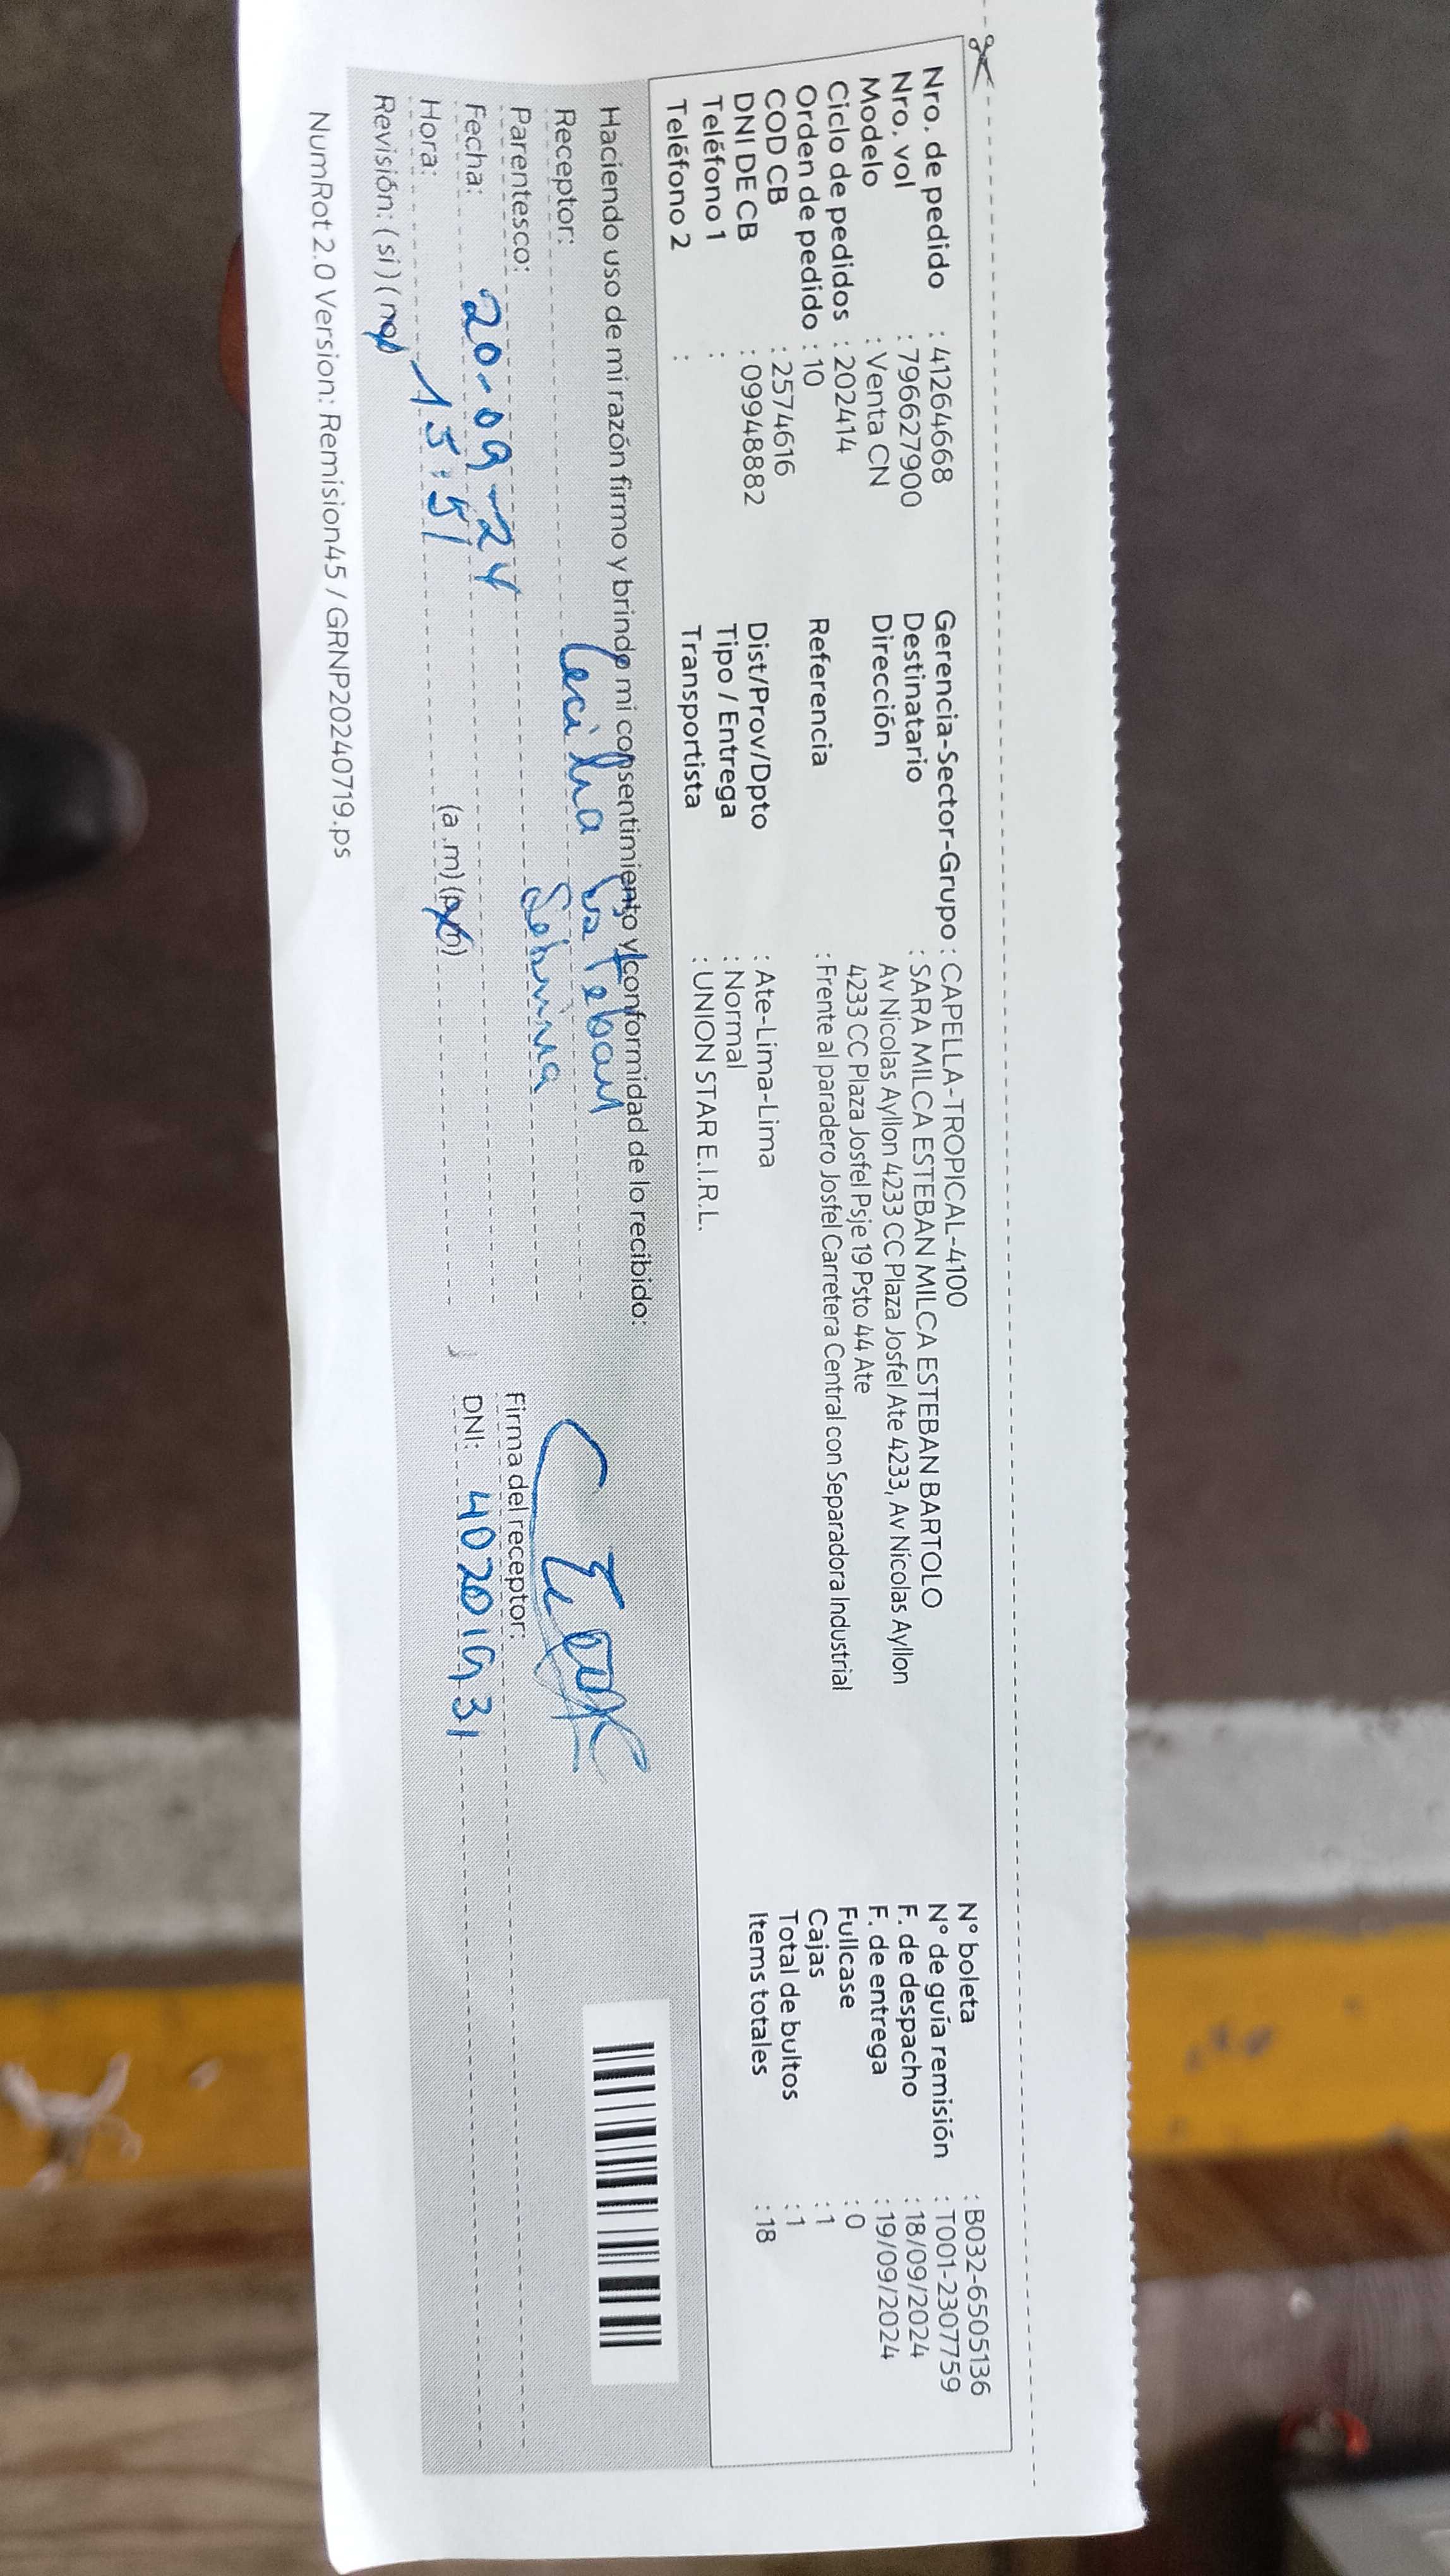 Nro. de pedido : 41264668
Nro. vol : 796627900
Modelo : Venta CN
Ciclo de pedidos : 202414
Orden de pedido : 10
COD CB : 2574616
DNI DE CB : 09948882
Teléfono 1 :
Teléfono 2 :
Gerencia-Sector-Grupo : CAPELLA-TROPICAL-4100
Destinatario : SARA MILCA ESTEBAN MILCA ESTEBAN BARTOLO
Dirección Av Nicolas Ayllon 4233 CC Plaza Josfel Ate 4233, Av Nicolas Ayllon
4233 CC Plaza Josfel Psje 19 Psto 44 Ate
Referencia : Frente al paradero Josfel Carretera Central con Separadora Industrial
Dist/Prov/Dpto : Ate-Lima-Lima
Tipo / Entrega : Normal
Transportista : UNION STAR E.I.R.L.
N° boleta : B032-6505136
N° de guía remisión : T001-2307759
F. de despacho : 18/09/2024
F. de entrega : 19/09/2024
Fullcase : 0
Cajas : 1
Total de bultos : 1
Items totales : 18
Haciendo uso de mi razón firmo y brindo mi consentimiento y conformidad de lo recibido:
Receptor: Cecilia Esteban
Parentesco: Sobrina
Fecha: 20-09-24
Hora: 15:51 (a.m) (p.m)
Revisión: (si) (no)
Firma del receptor:
DNI: 40201931
NumRot 2.0 Version: Remision45 / GRNP20240719.ps